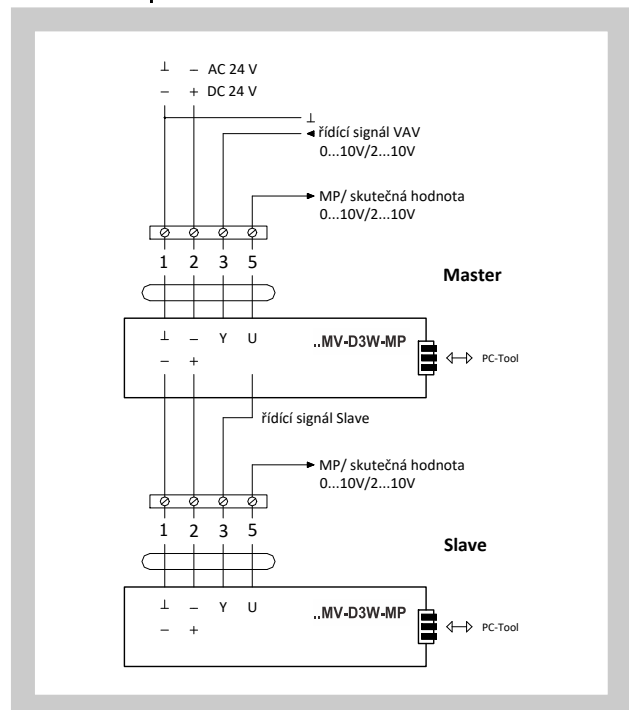 ⊥ – AC 24 V
– + DC 24 V
⊥
řídící signál VAV
0...10V/2...10V
MP/ skutečná hodnota
0...10V/2...10V
1 2 3 5
Master
⊥ – Y U
– +
..MV-D3W-MP
PC-Tool
řídící signál Slave
MP/ skutečná hodnota
0...10V/2...10V
1 2 3 5
Slave
⊥ – Y U
– +
..MV-D3W-MP
PC-Tool